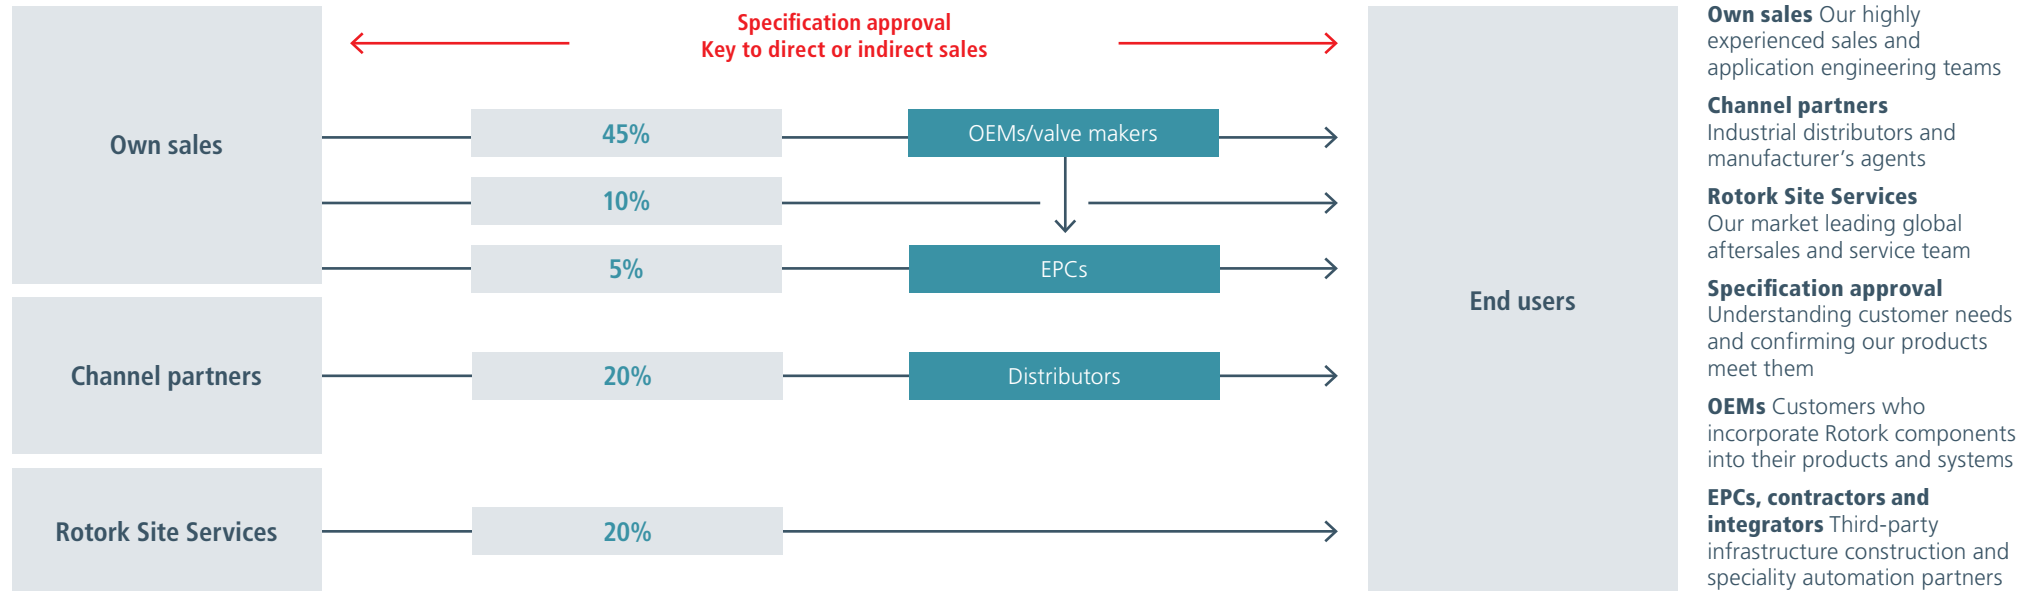 Specification approval
Key to direct or indirect sales
Own sales
45%
OEMs/valve makers
10%
5%
EPCs
Channel partners
20%
Distributors
Rotork Site Services
20%
End users
Own sales Our highly
experienced sales and
application engineering teams
Channel partners
Industrial distributors and
manufacturer’s agents
Rotork Site Services
Our market leading global
aftersales and service team
Specification approval
Understanding customer needs
and confirming our products
meet them
OEMs Customers who
incorporate Rotork components
into their products and systems
EPCs, contractors and
integrators Third-party
infrastructure construction and
speciality automation partners